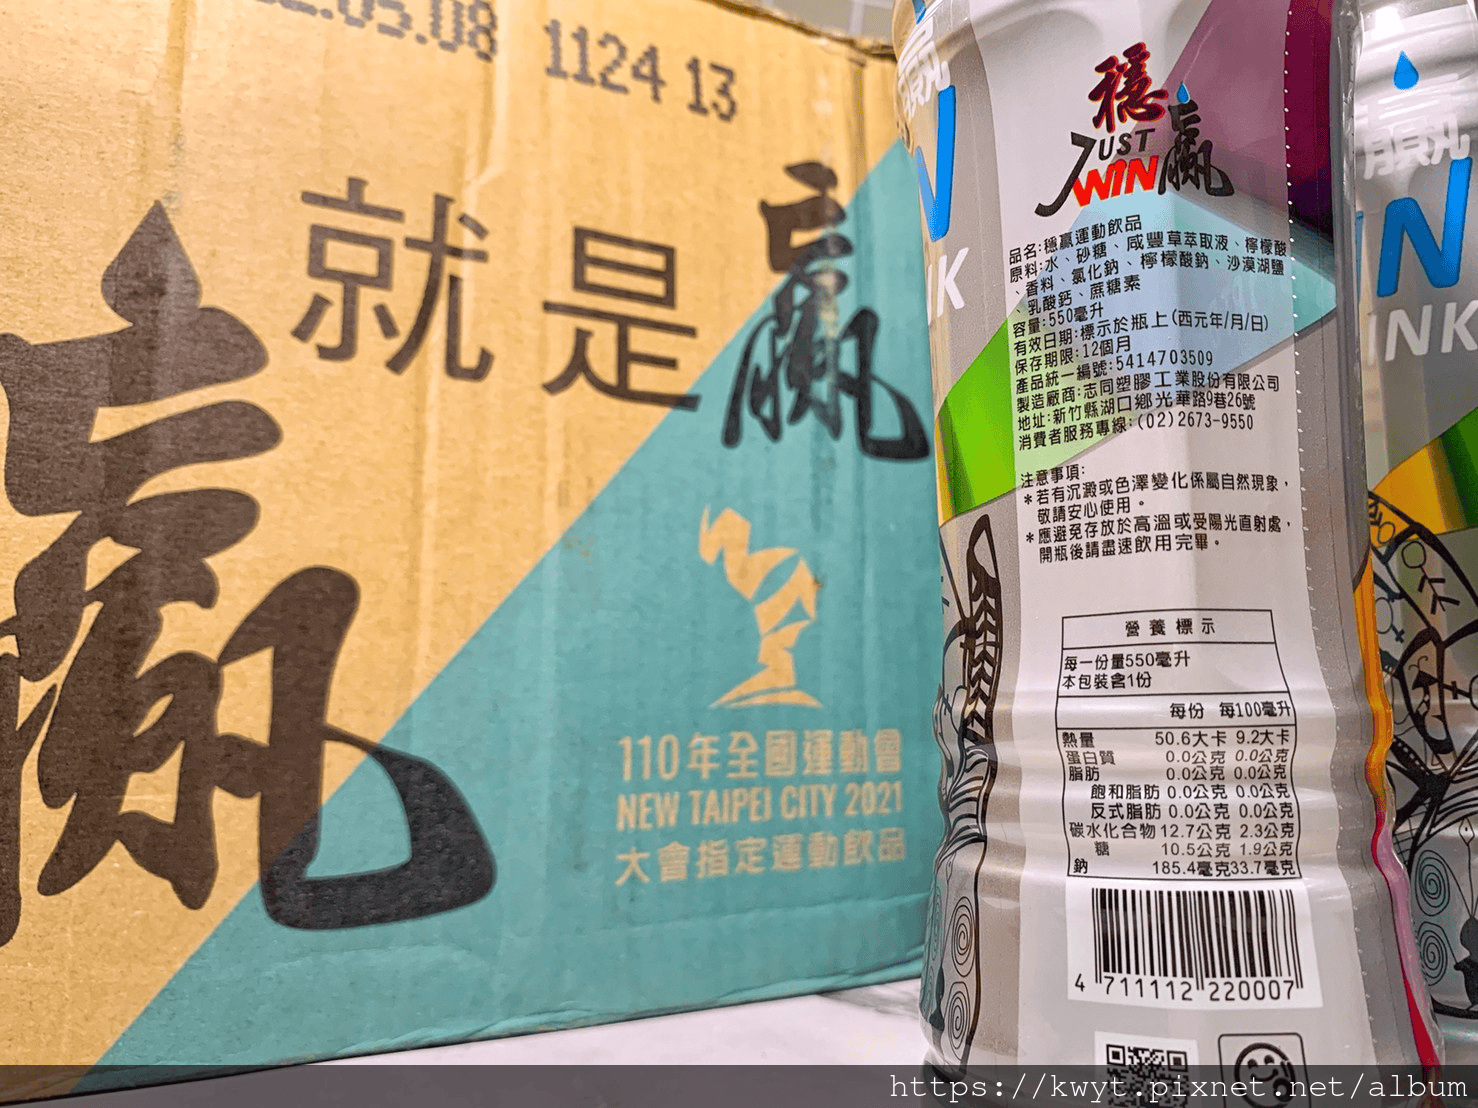 .05.08 1124 13
就是贏
贏
110年全國運動會
NEW TAIPEI CITY 2021
大會指定運動飲品
穩
JUST
WIN贏
品名:穩贏運動飲品
原料:水、砂糖、咸豐草萃取液、檸檬酸
、香料、氯化鈉、檸檬酸鈉、沙漠湖鹽
、乳酸鈣、蔗糖素
容量:550毫升
有效日期:標示於瓶上(西元年/月/日)
保存期限:12個月
產品統一編號:5414703509
製造廠商:志同塑膠工業股份有限公司
地址:新竹縣湖口鄉光華路9巷26號
消費者服務專線:(02)2673-9550
注意事項:
*若有沉澱或色澤變化係屬自然現象,
敬請安心使用。
*應避免存放於高溫或受陽光直射處,
開瓶後請盡速飲用完畢。
營養標示
每一份量550毫升
本包裝含1份
每份 每100毫升
熱量 50.6大卡 9.2大卡
蛋白質 0.0公克 0.0公克
脂肪 0.0公克 0.0公克
飽和脂肪 0.0公克 0.0公克
反式脂肪 0.0公克 0.0公克
碳水化合物 12.7公克 2.3公克
糖 10.5公克 1.9公克
鈉 185.4毫克 33.7毫克
4 711112 220007
贏
N
NK
贏
N
INK
https://kwyt.pixnet.net/album